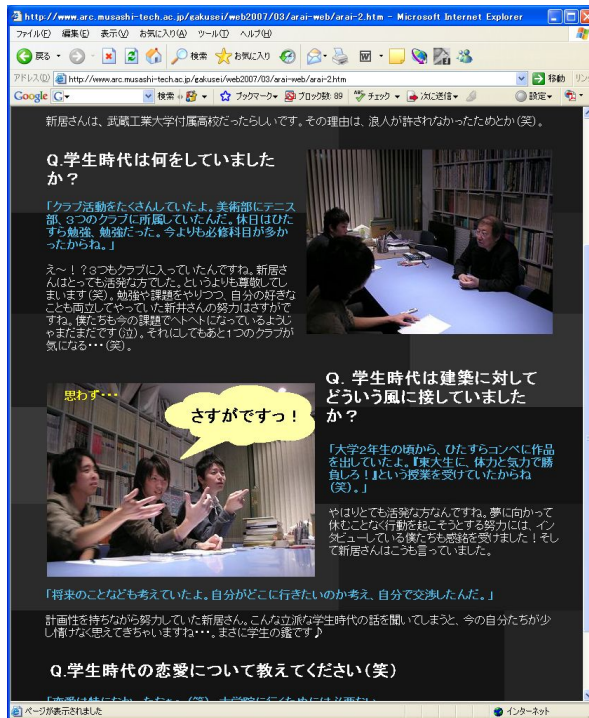 http://www.arc.musashi-tech.ac.jp/gakusei/web2007/03/arai-web/arai-2.htm - Microsoft Internet Explorer
ファイル(F) 編集(E) 表示(V) お気に入り(A) ツール(T) ヘルプ(H)
戻る 検索 お気に入り
アドレス(D) http://www.arc.musashi-tech.ac.jp/gakusei/web2007/03/arai-web/arai-2.htm 移動 リン
Google G 検索 ブックマーク ブロック数: 89 チェック 次に送信 設定
新居さんは、武蔵工業大学付属高校だったらしいです。その理由は、浪人が許されなかったためとか(笑)。
Q.学生時代は何をしていました
か？
「クラブ活動をたくさんしていたよ。美術部にテニス
部、3つのクラブに所属していたんだ。休日はひた
すら勉強、勉強だった。今よりも必修科目が多か
ったからね。」
え～！？3つもクラブに入っていたんですね。新居さ
んはとっても活発な方でした。というよりも尊敬してし
まいます(笑)。勉強や課題をやりつつ、自分の好きな
ことも両立してやっていた新井さんの努力はさすがで
すね。僕たちも今の課題でヘトヘトになっているようじ
ゃまだまだです(泣)。それにしてもあと1つのクラブが
気になる・・・(笑)。
思わず・・・
さすがですっ！
Q. 学生時代は建築に対して
どういう風に接していました
か？
「大学2年生の頃から、ひたすらコンペに作品
を出していたよ。『東大生に、体力と気力で勝
負しろ！』という授業を受けていたからね
(笑)。」
やはりとても活発な方なんですね。夢に向かって
休むことなく行動を起こそうとする努力には、イン
タビューしている僕たちも感銘を受けました！そし
て新居さんはこうも言っていました。
「将来のことなども考えていたよ。自分がどこに行きたいのか考え、自分で交渉したんだ。」
計画性を持ちながら努力していた新居さん。こんな立派な学生時代の話を聞いてしまうと、今の自分たちが少
し情けなく思えてきちゃいますね・・・。まさに学生の鑑です♪
Q.学生時代の恋愛について教えてください(笑)
ページが表示されました インターネット